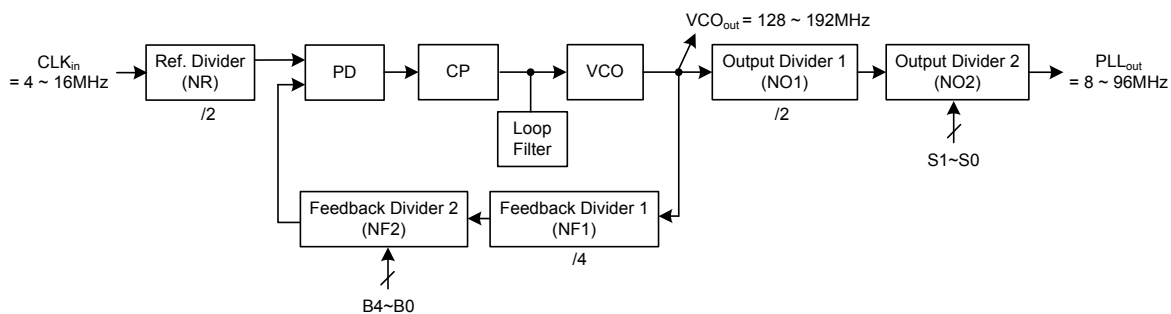 CLKin
= 4 ~ 16MHz
Ref. Divider
(NR)
/2
PD
CP
Loop
Filter
VCO
VCOout = 128 ~ 192MHz
Output Divider 1
(NO1)
/2
Output Divider 2
(NO2)
S1~S0
PLLout
= 8 ~ 96MHz
Feedback Divider 2
(NF2)
B4~B0
Feedback Divider 1
(NF1)
/4